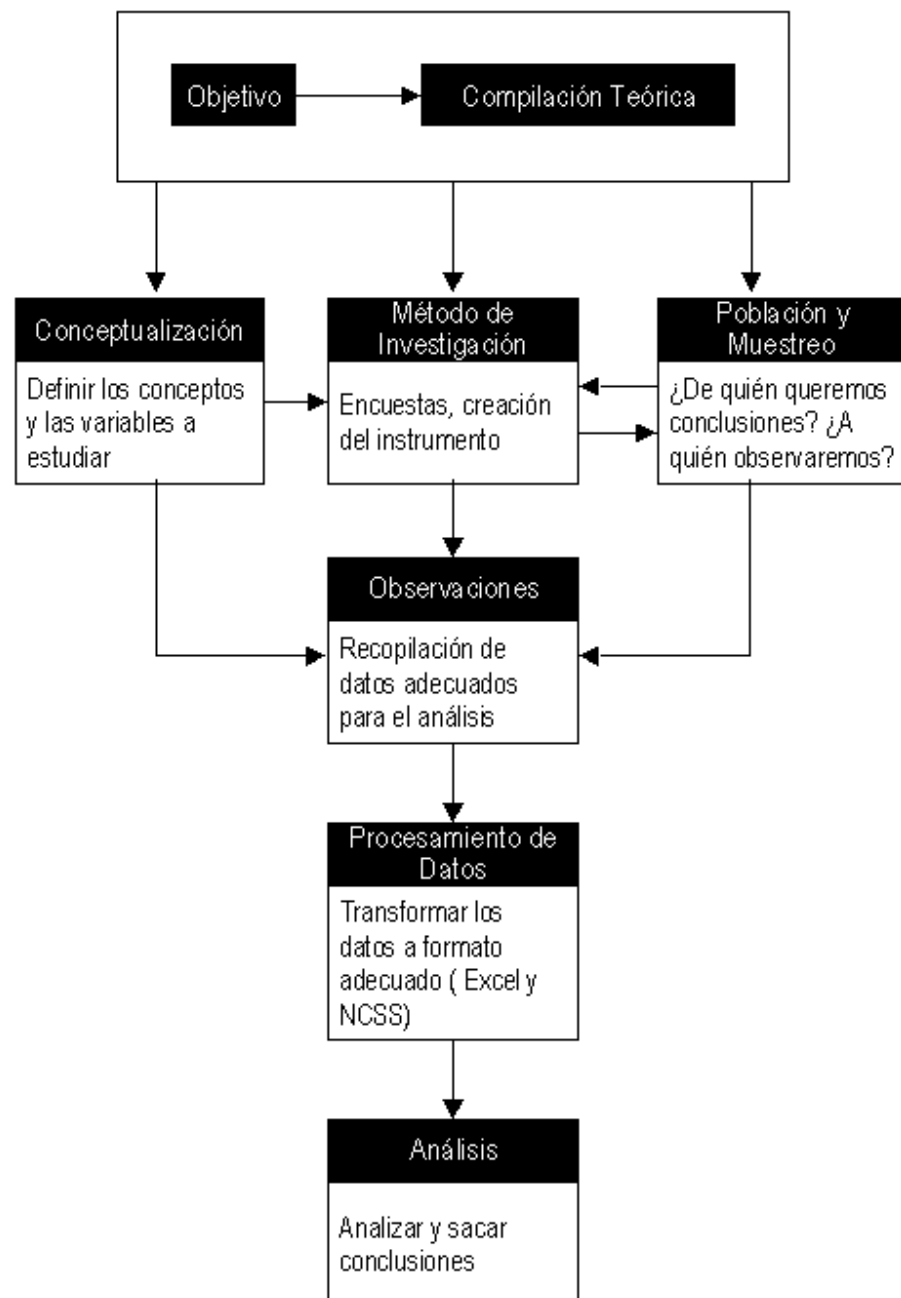 Objetivo
Compilación Teórica
Conceptualización
Definir los conceptos
y las variables a
estudiar
Método de
Investigación
Encuestas, creación
del instrumento
Población y
Muestreo
¿De quién queremos
conclusiones? ¿A
quién observaremos?
Observaciones
Recopilación de
datos adecuados
para el análisis
Procesamiento de
Datos
Transformar los
datos a formato
adecuado ( Excel y
NCSS)
Análisis
Analizar y sacar
conclusiones